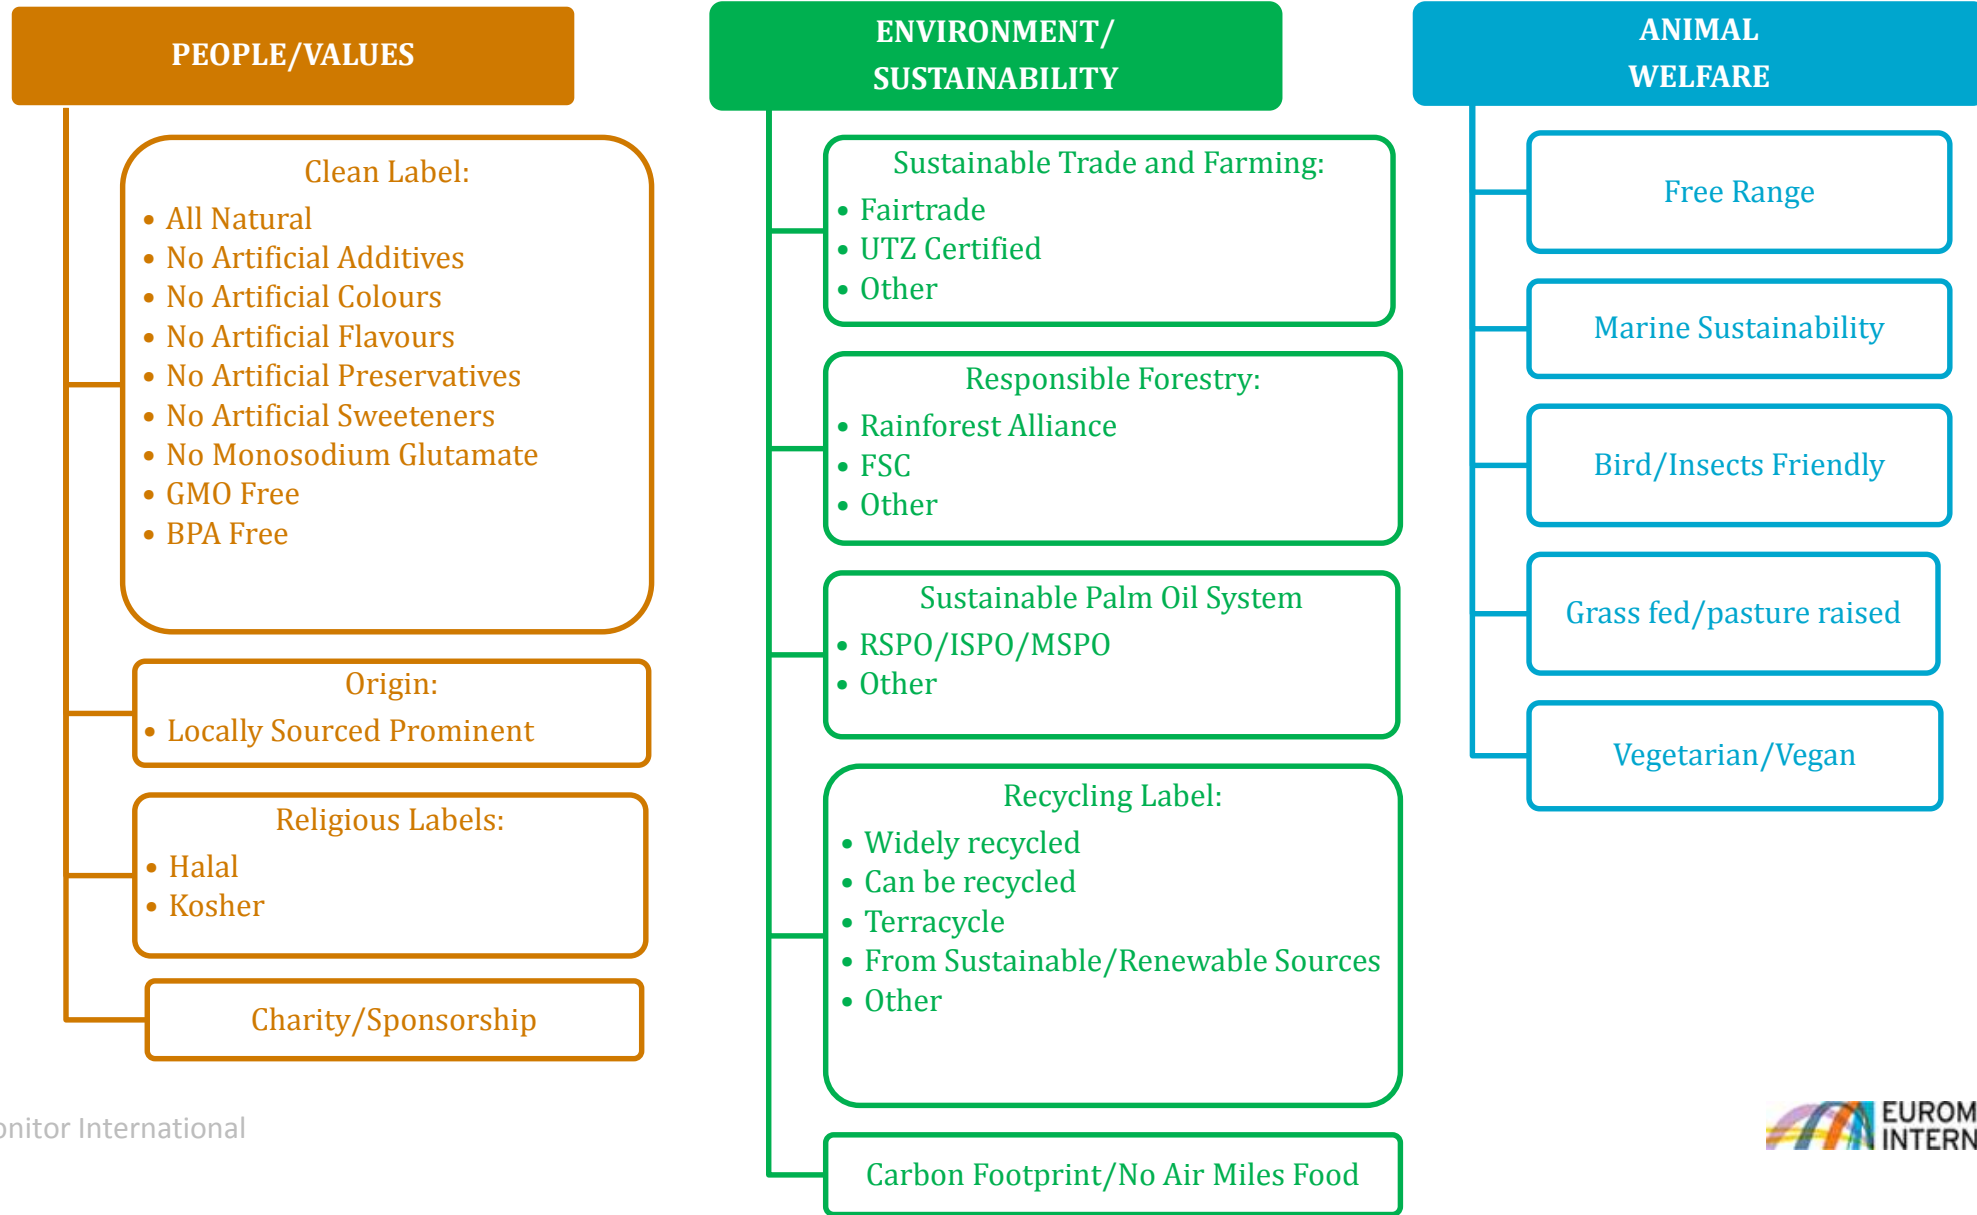 PEOPLE/VALUES
Clean Label:
• All Natural
• No Artificial Additives
• No Artificial Colours
• No Artificial Flavours
• No Artificial Preservatives
• No Artificial Sweeteners
• No Monosodium Glutamate
• GMO Free
• BPA Free
Origin:
• Locally Sourced Prominent
Religious Labels:
• Halal
• Kosher
Charity/Sponsorship
ENVIRONMENT/
SUSTAINABILITY
Sustainable Trade and Farming:
• Fairtrade
• UTZ Certified
• Other
Responsible Forestry:
• Rainforest Alliance
• FSC
• Other
Sustainable Palm Oil System
• RSPO/ISPO/MSPO
• Other
Recycling Label:
• Widely recycled
• Can be recycled
• Terracycle
• From Sustainable/Renewable Sources
• Other
Carbon Footprint/No Air Miles Food
ANIMAL
WELFARE
Free Range
Marine Sustainability
Bird/Insects Friendly
Grass fed/pasture raised
Vegetarian/Vegan
onitor International
EUROM
INTERN